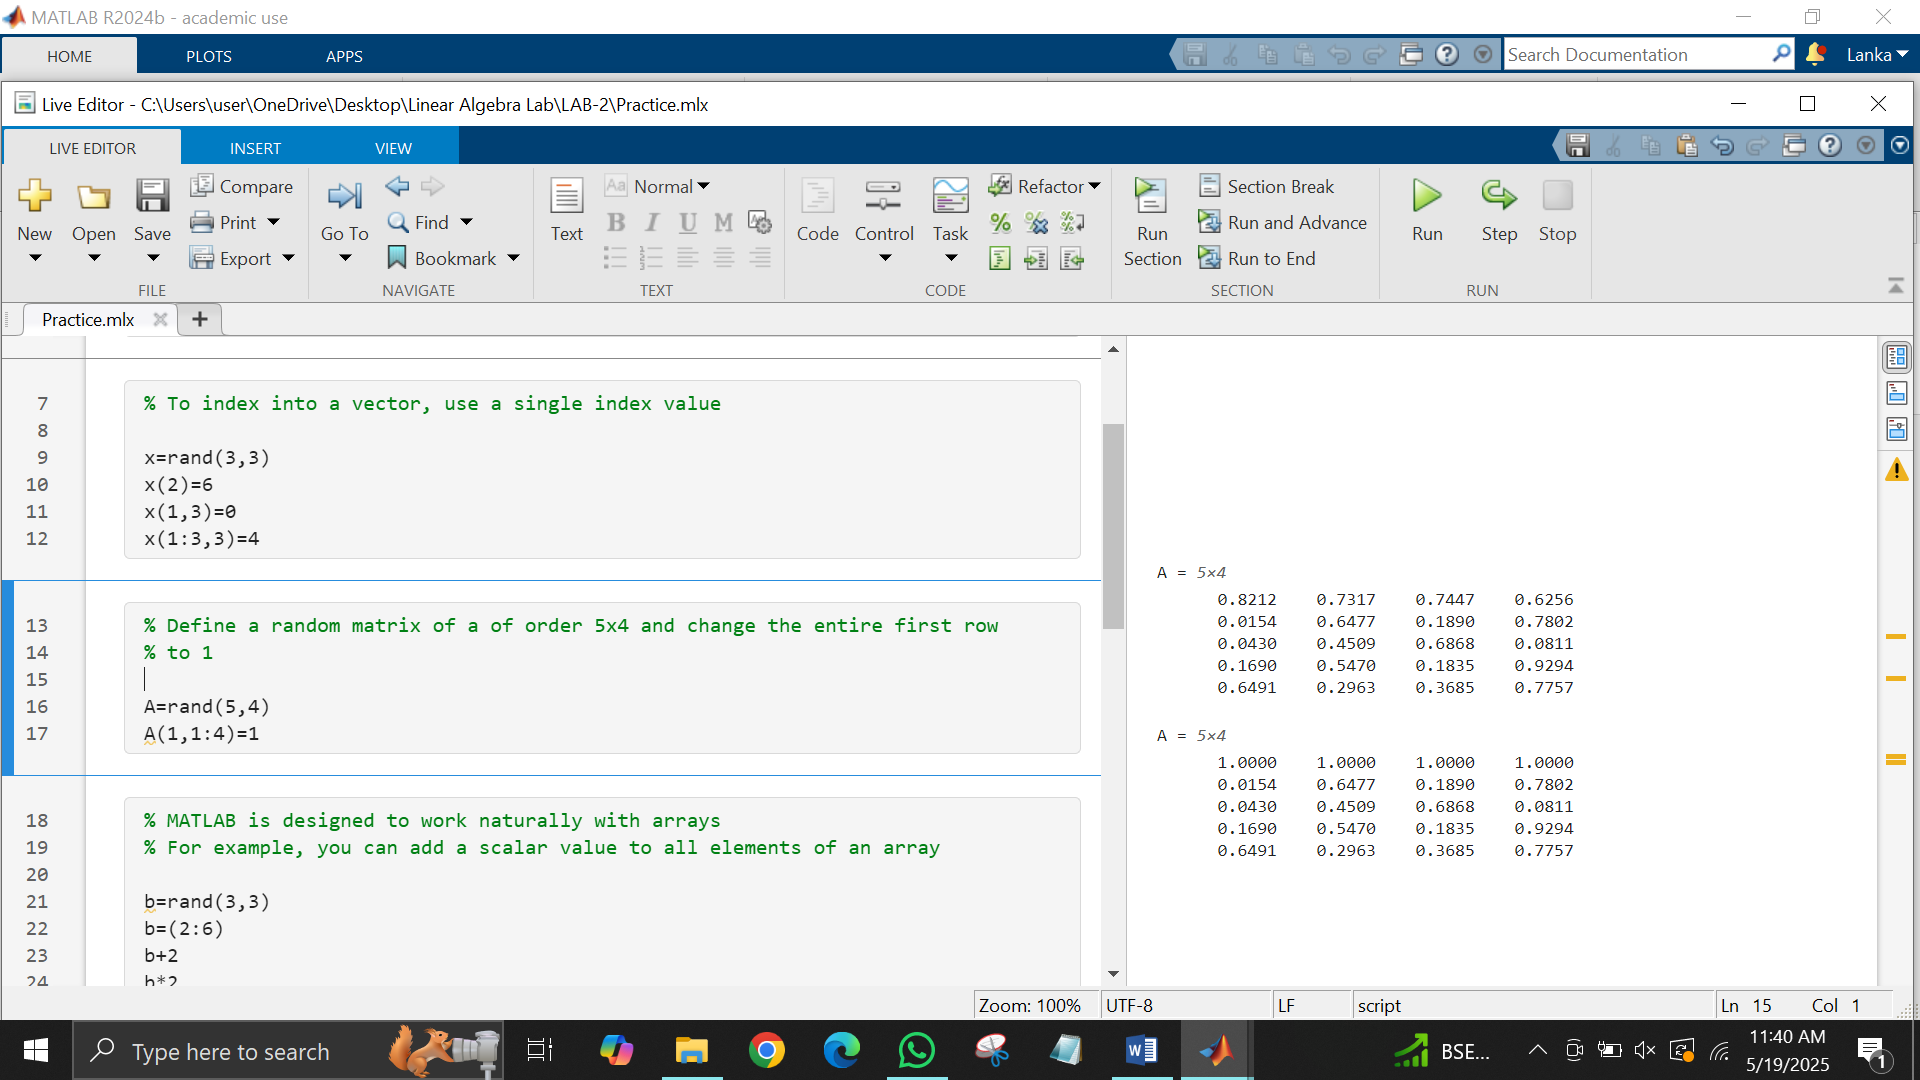 MATLAB R2024b - academic use
HOME PLOTS APPS Search Documentation Lanka
Live Editor - C:\Users\user\OneDrive\Desktop\Linear Algebra Lab\LAB-2\Practice.mlx
LIVE EDITOR INSERT VIEW
New Open Save Compare Print Export
FILE
Go To Find Bookmark
NAVIGATE
Text Aa Normal B I U M
TEXT
Code Control Task Refactor
CODE
Run Section Section Break Run and Advance Run to End
SECTION
Run Step Stop
RUN
Practice.mlx
7 % To index into a vector, use a single index value
8
9 x=rand(3,3)
10 x(2)=6
11 x(1,3)=0
12 x(1:3,3)=4
13 % Define a random matrix of a of order 5x4 and change the entire first row
14 % to 1
15
16 A=rand(5,4)
17 A(1,1:4)=1
18 % MATLAB is designed to work naturally with arrays
19 % For example, you can add a scalar value to all elements of an array
20
21 b=rand(3,3)
22 b=(2:6)
23 b+2
24 b*2
A = 5×4
0.8212 0.7317 0.7447 0.6256
0.0154 0.6477 0.1890 0.7802
0.0430 0.4509 0.6868 0.0811
0.1690 0.5470 0.1835 0.9294
0.6491 0.2963 0.3685 0.7757
A = 5×4
1.0000 1.0000 1.0000 1.0000
0.0154 0.6477 0.1890 0.7802
0.0430 0.4509 0.6868 0.0811
0.1690 0.5470 0.1835 0.9294
0.6491 0.2963 0.3685 0.7757
Zoom: 100% UTF-8 LF script Ln 15 Col 1
Type here to search
BSE...
11:40 AM
5/19/2025
1